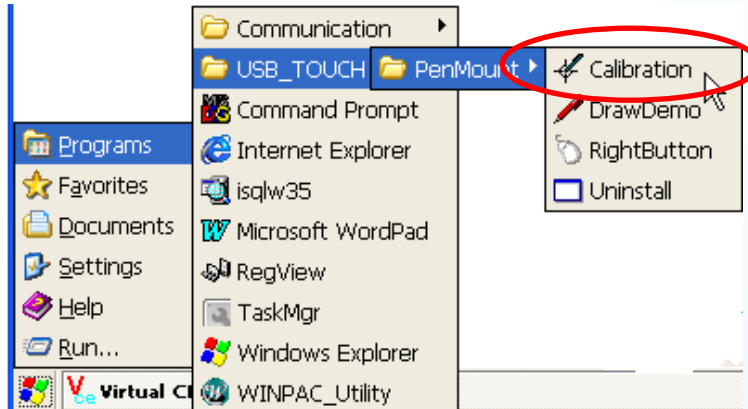 Programs
Favorites
Documents
Settings
Help
Run...
Virtual C
Communication
USB_TOUCH
Command Prompt
Internet Explorer
isqlw35
Microsoft WordPad
RegView
TaskMgr
Windows Explorer
WINPAC_Utility
PenMount
Calibration
DrawDemo
RightButton
Uninstall